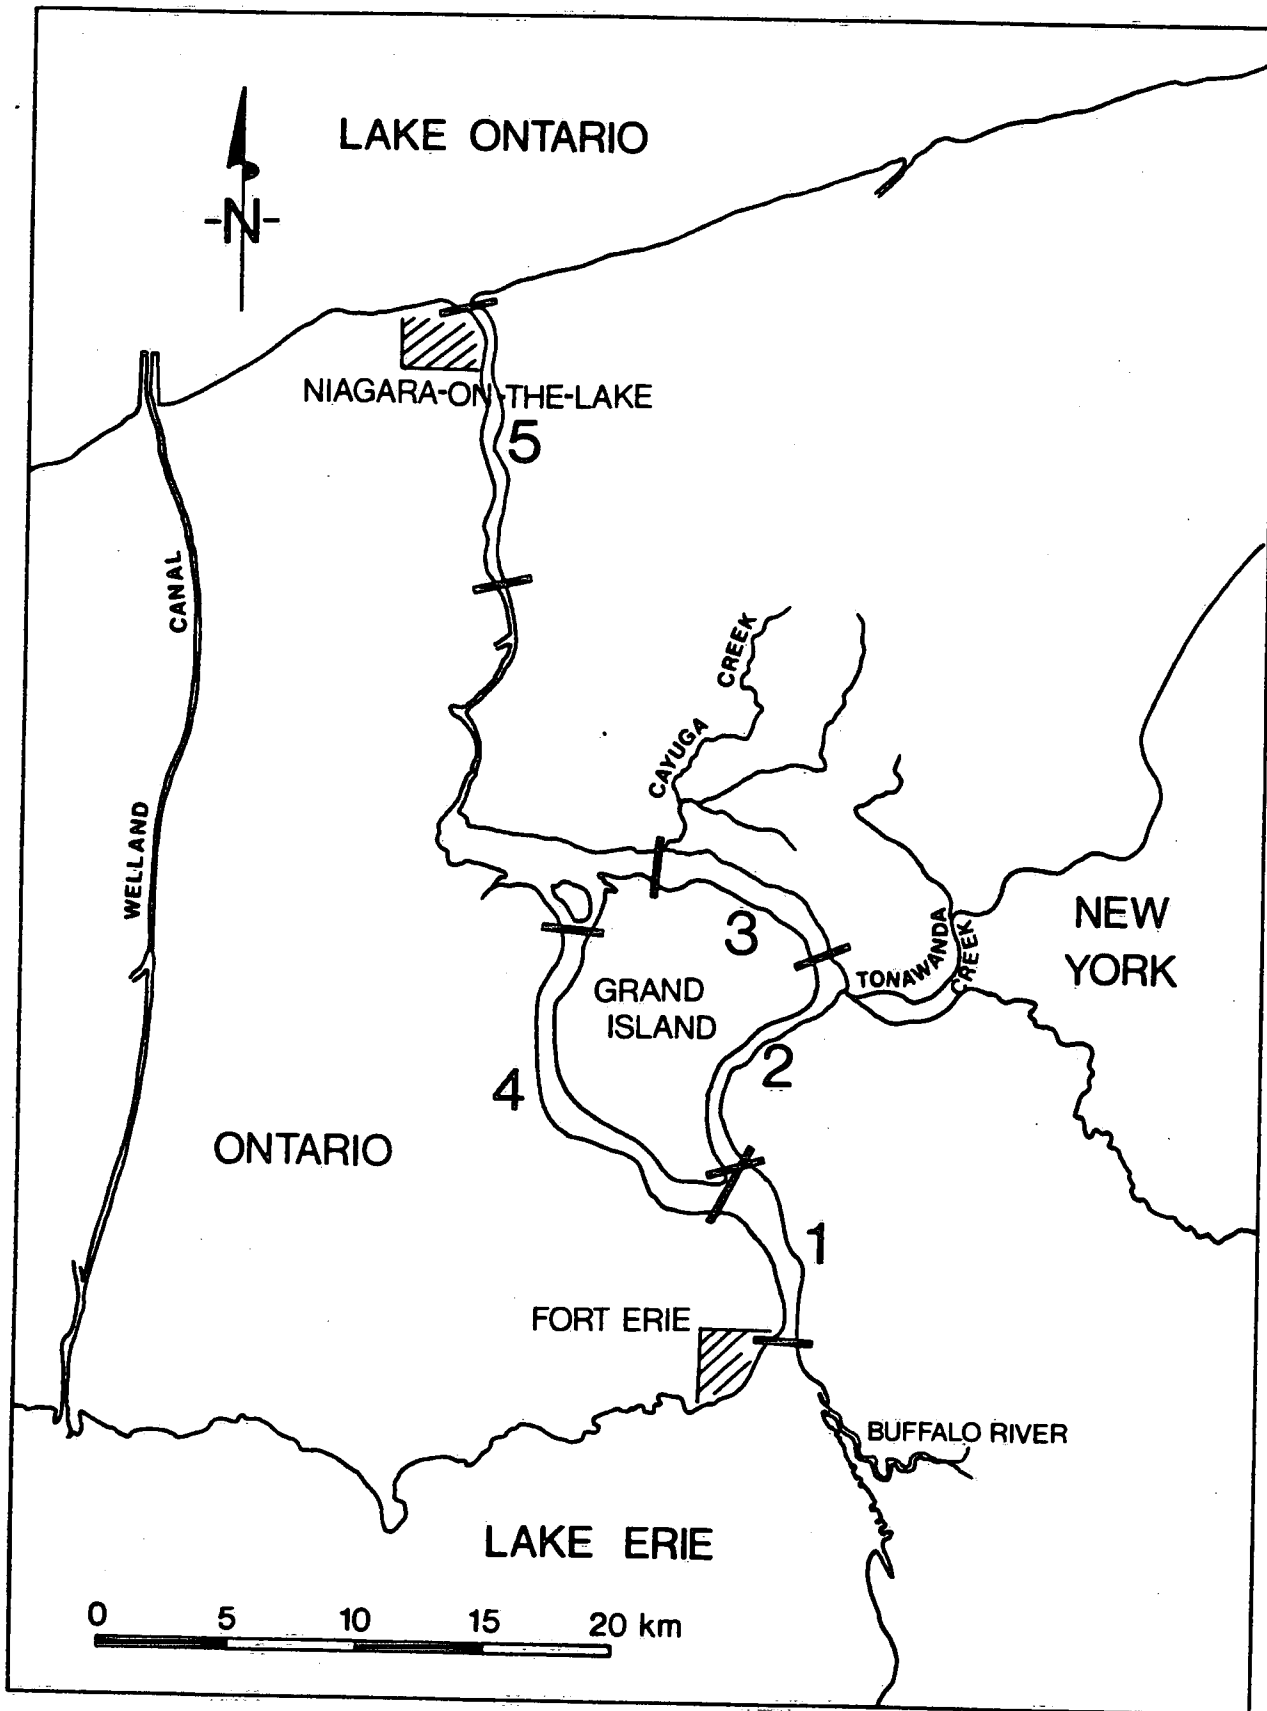 LAKE ONTARIO
-N-
NIAGARA-ON-THE-LAKE
5
CANAL
CREEK
CAYUGA
WELLAND
3
NEW
YORK
TONAWANDA
CREEK
GRAND
ISLAND
2
4
ONTARIO
1
FORT ERIE
BUFFALO RIVER
LAKE ERIE
0 5 10 15 20 km